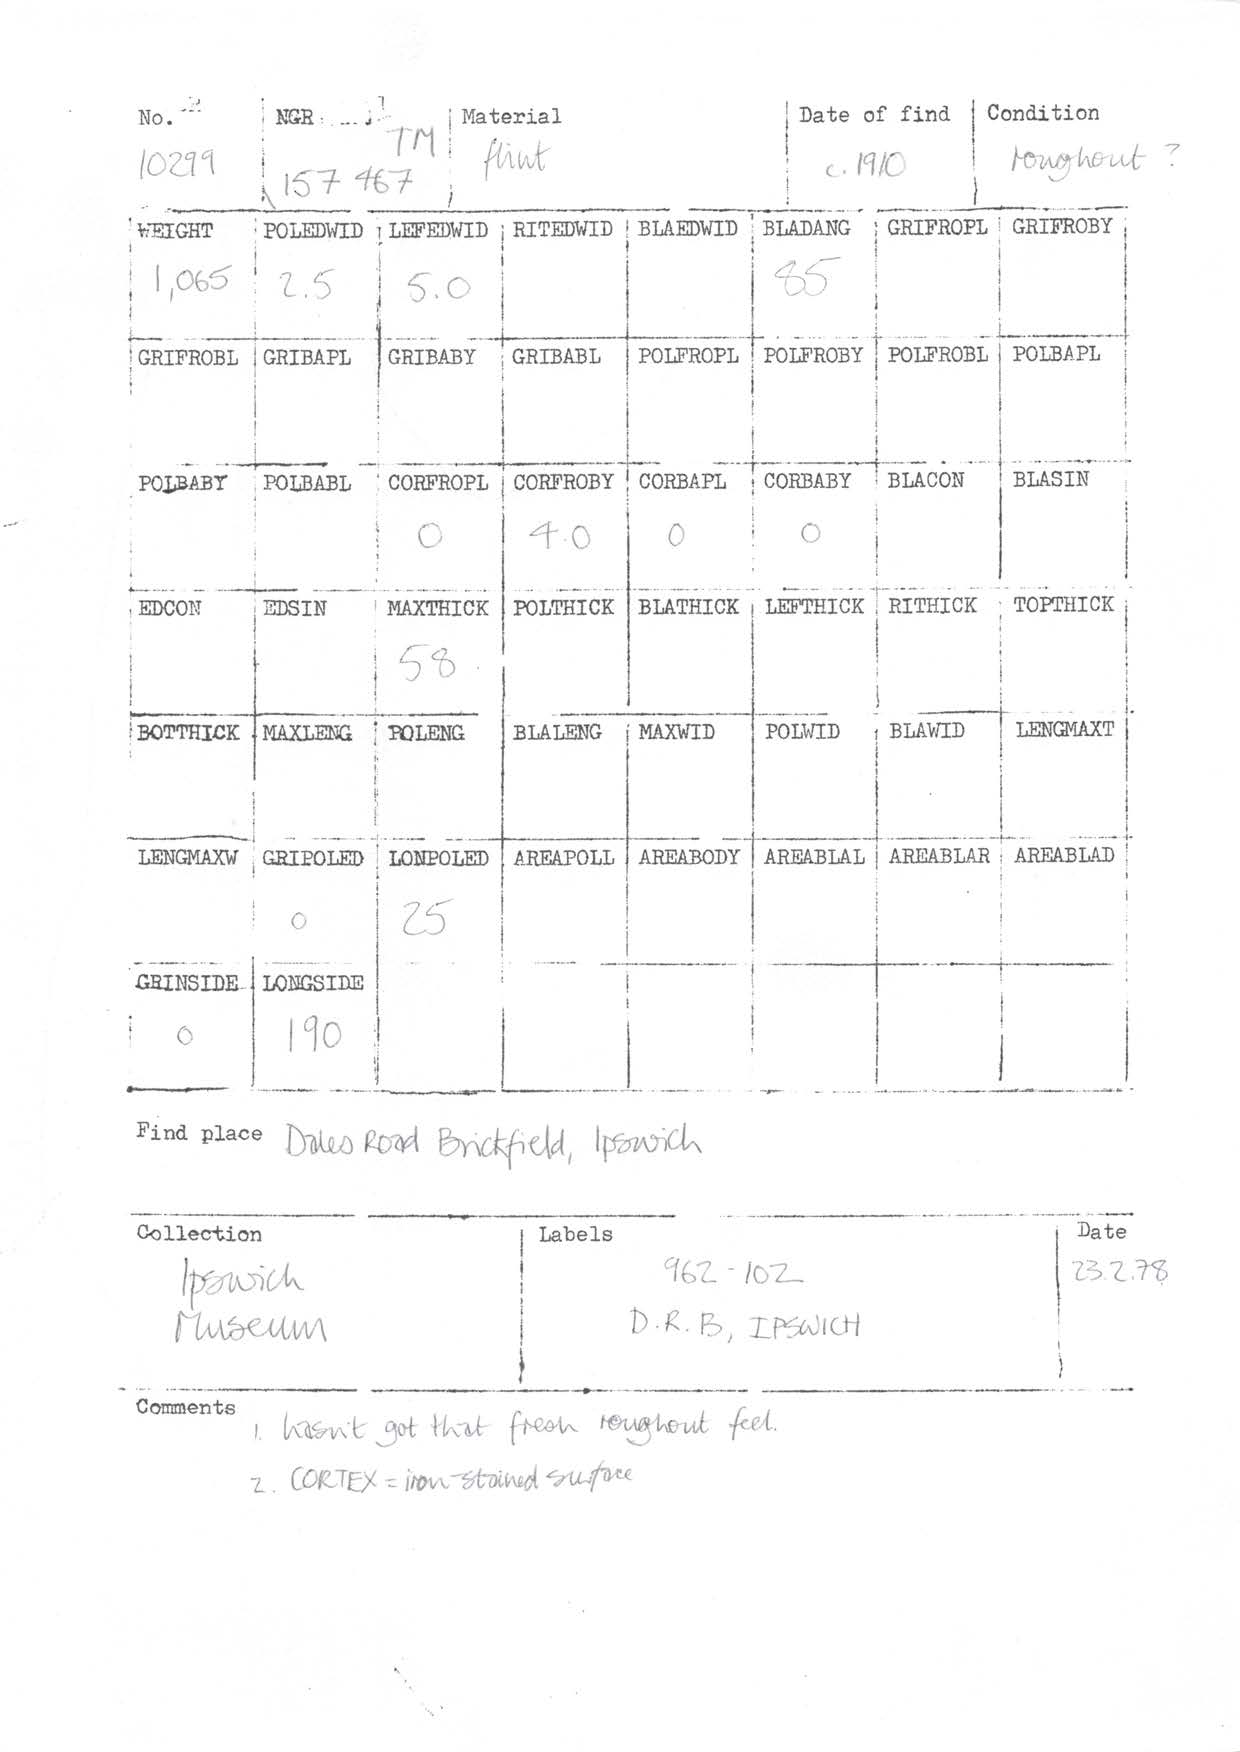 No. NGR Material Date of find Condition
10299 TM 157 467 flint c. 1910 roughout ?
WEIGHT POLEDWID LEFEDWID RITEDWID BLAEDWID BLADANG GRIFROPL GRIFROBY
1,065 2.5 5.0 85
GRIFROBL GRIBAPL GRIBABY GRIBABL POLFROPL POLFROBY POLFROBL POLBAPL
POLBABY POLBABL CORFROPL CORFROBY CORBAPL CORBABY BLACON BLASIN
0 40 0 0
EDCON EDSIN MAXTHICK POLTHICK BLATHICK LEFTHICK RITHICK TOPTHICK
58
BOTTHICK MAXLENG POLENG BLALENG MAXWID POLWID BLAWID LENGMAXT
LENGMAXW GRIPOLED LONPOLED AREAPOLL AREABODY AREABLAL AREABLAR AREABLAD
0 25
GRINSIDE LONGSIDE
0 190
Find place Dales Road Brickfield, Ipswich
Collection Labels Date
Ipswich 962-102 23.2.78
Museum D.R.B, IPSWICH
Comments
1. hasn't got that fresh roughout feel.
2. CORTEX = iron-stained surface